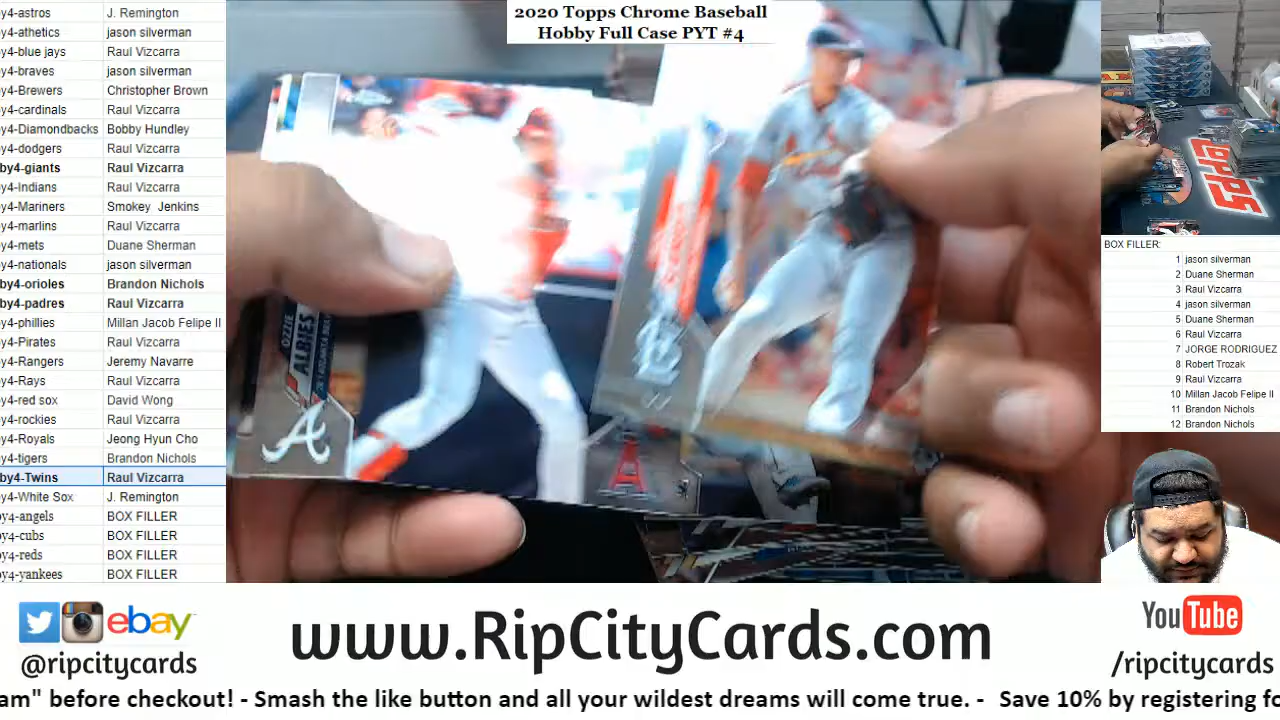 2020 Topps Chrome Baseball
Hobby Full Case PYT #4
y4-astros J. Remington
y4-athetics jason silverman
y4-blue jays Raul Vizcarra
y4-braves jason silverman
y4-Brewers Christopher Brown
y4-cardinals Raul Vizcarra
y4-Diamondbacks Bobby Hundley
y4-dodgers Raul Vizcarra
by4-giants Raul Vizcarra
y4-Indians Raul Vizcarra
y4-Mariners Smokey Jenkins
y4-marlins Raul Vizcarra
y4-mets Duane Sherman
y4-nationals jason silverman
by4-orioles Brandon Nichols
by4-padres Raul Vizcarra
y4-phillies Millan Jacob Felipe II
y4-Pirates Raul Vizcarra
y4-Rangers Jeremy Navarre
y4-Rays Raul Vizcarra
y4-red sox David Wong
y4-rockies Raul Vizcarra
y4-Royals Jeong Hyun Cho
y4-tigers Brandon Nichols
by4-Twins Raul Vizcarra
y4-White Sox J. Remington
y4-angels BOX FILLER
y4-cubs BOX FILLER
y4-reds BOX FILLER
y4-yankees BOX FILLER
OZZIE
ALBIES
A
A
TOPPS
BOX FILLER:
1 jason silverman
2 Duane Sherman
3 Raul Vizcarra
4 jason silverman
5 Duane Sherman
6 Raul Vizcarra
7 JORGE RODRIGUEZ
8 Robert Trozak
9 Raul Vizcarra
10 Millan Jacob Felipe II
11 Brandon Nichols
12 Brandon Nichols
ebay
@ripcitycards
www.RipCityCards.com
YouTube
/ripcitycards
am" before checkout! - Smash the like button and all your wildest dreams will come true. - Save 10% by registering fo